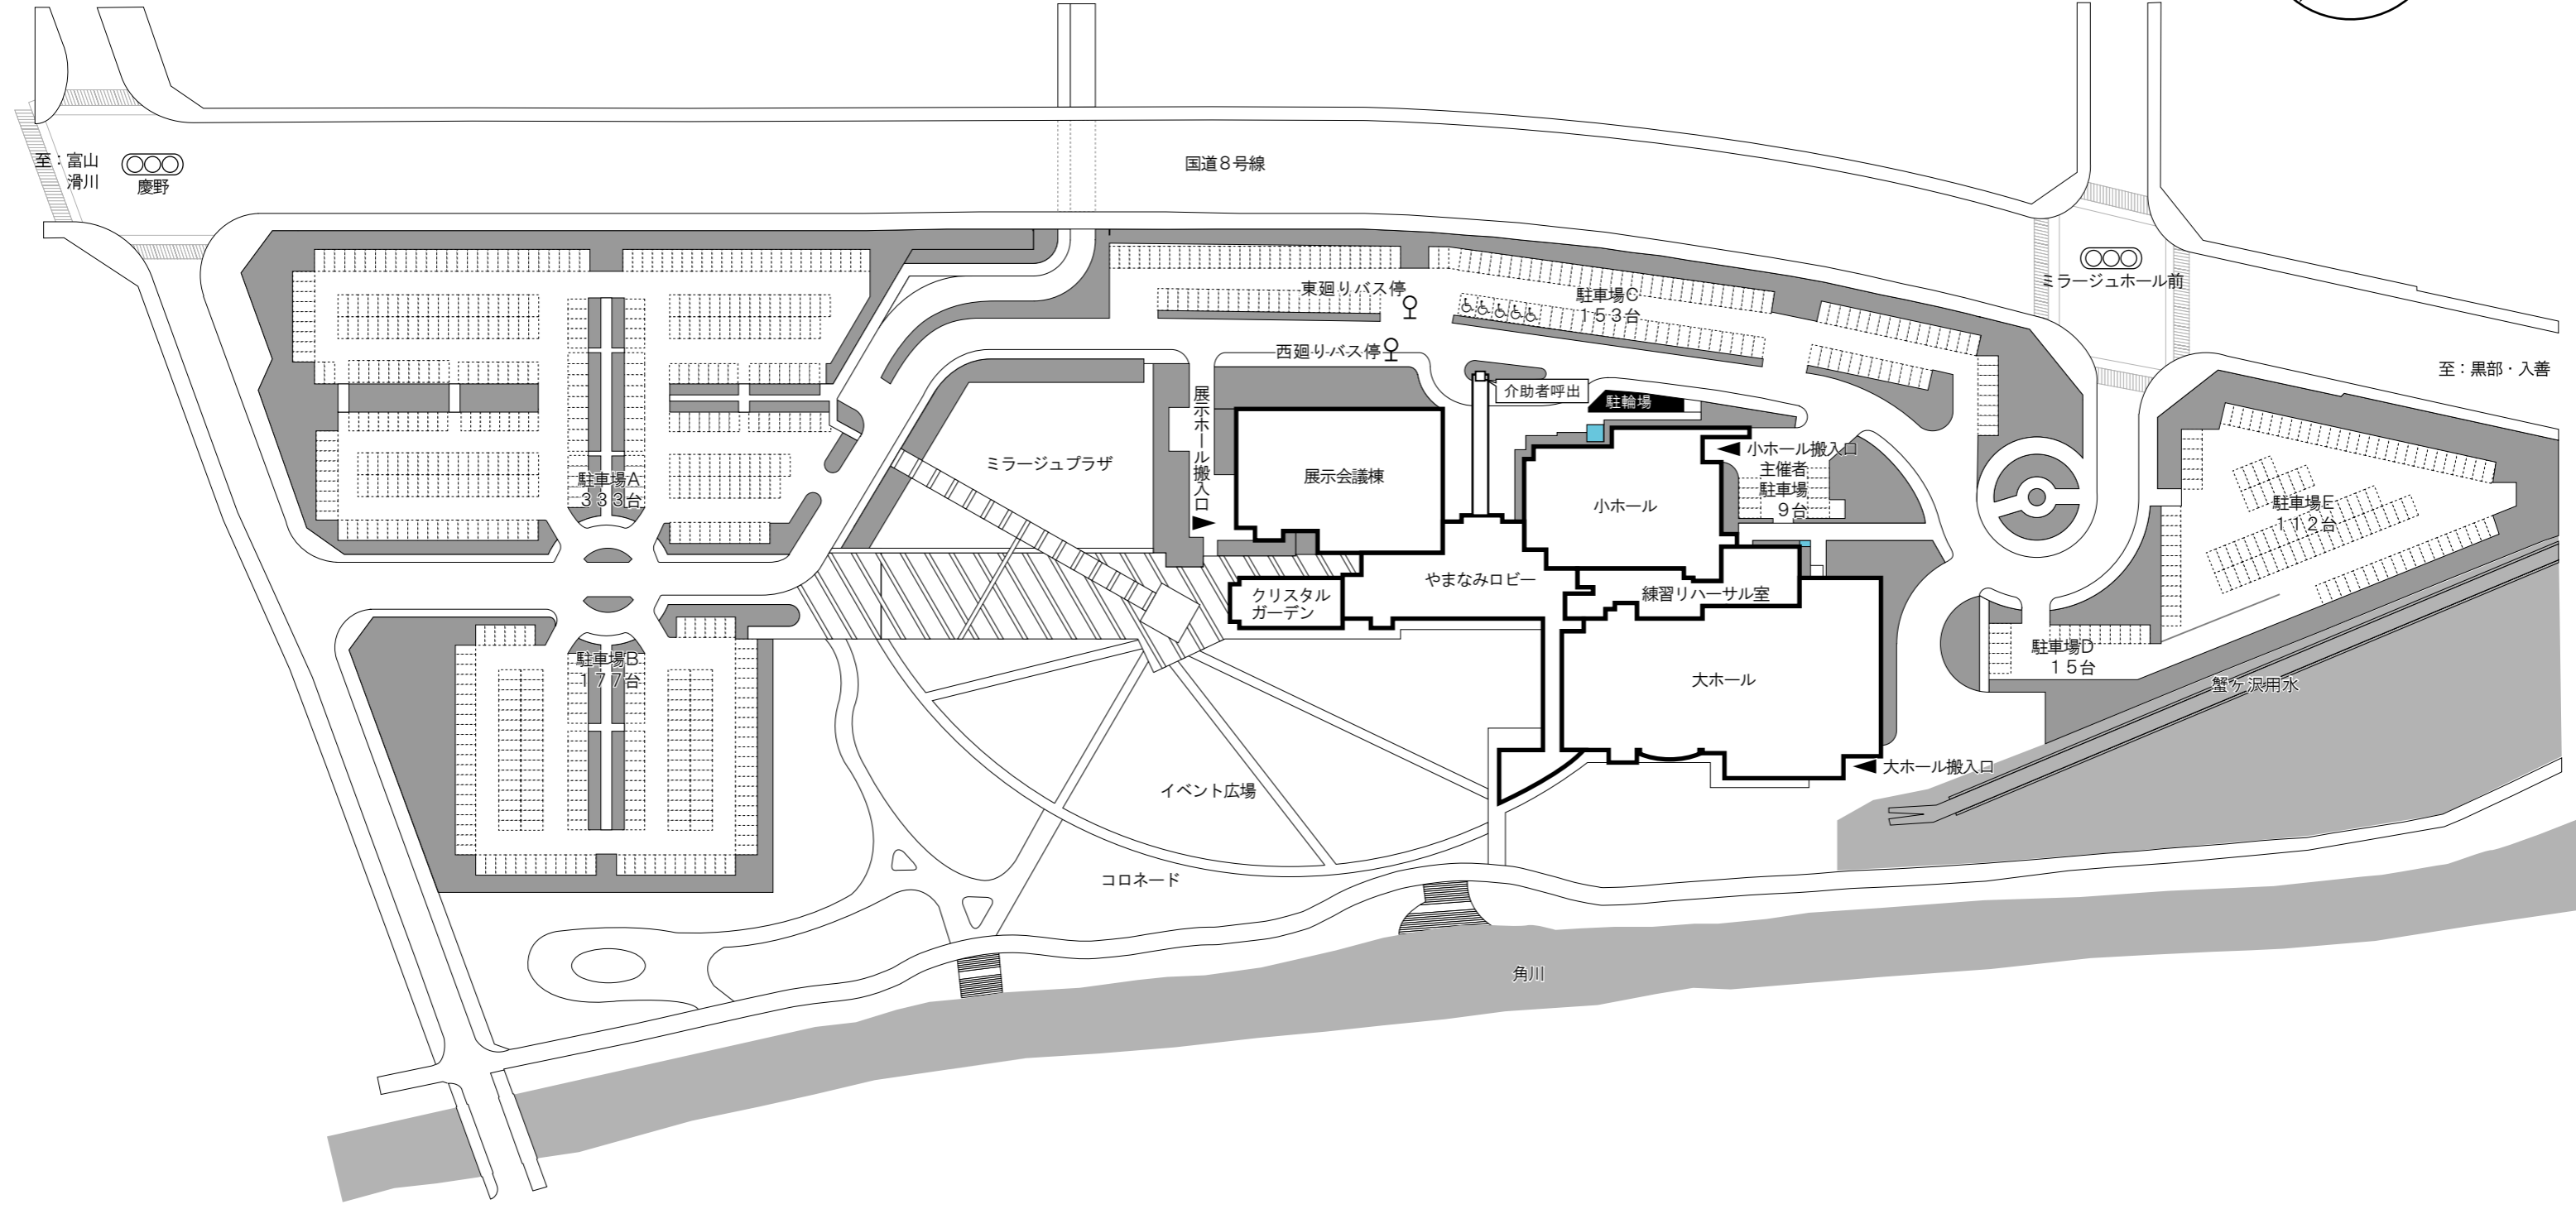 国道８号線
至：富山
滑川
慶野
ミラージュホール前
至：黒部・入善
東廻りバス停
駐車場Ｃ
１５３台
西廻りバス停
介助者呼出
駐輪場
展示ホール搬入口
ミラージュプラザ
展示会議棟
小ホール搬入口
主催者
駐車場
９台
小ホール
駐車場Ａ
３３３台
駐車場Ｅ
１１２台
やまなみロビー
クリスタル
ガーデン
練習リハーサル室
駐車場Ｂ
１７７台
駐車場Ｄ
１５台
大ホール
蟹ヶ沢用水
大ホール搬入口
イベント広場
コロネード
角川